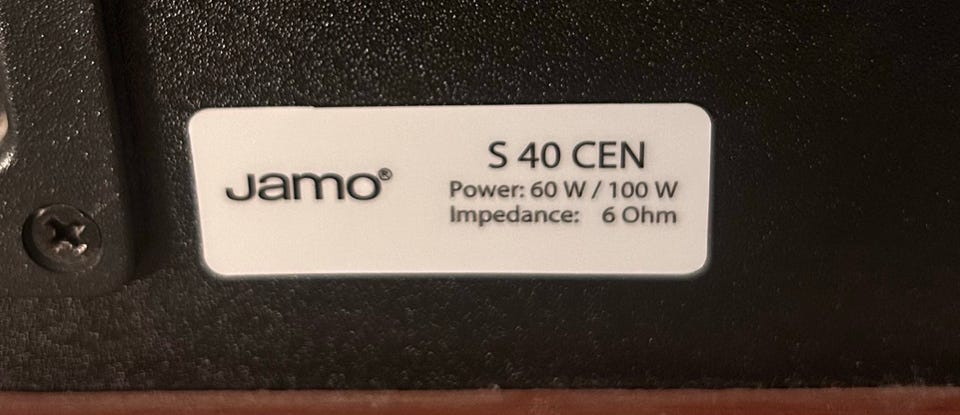 Jamo®
S 40 CEN
Power: 60 W / 100 W
Impedance: 6 Ohm